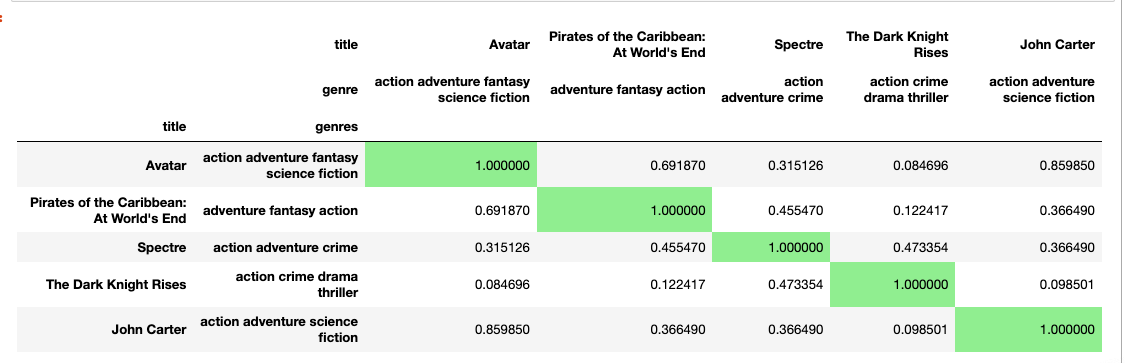 title Avatar Pirates of the Caribbean: At World's End Spectre The Dark Knight Rises John Carter
genre action adventure fantasy science fiction adventure fantasy action action adventure crime action crime drama thriller action adventure science fiction
title genres
Avatar action adventure fantasy science fiction 1.000000 0.691870 0.315126 0.084696 0.859850
Pirates of the Caribbean: At World's End adventure fantasy action 0.691870 1.000000 0.455470 0.122417 0.366490
Spectre action adventure crime 0.315126 0.455470 1.000000 0.473354 0.366490
The Dark Knight Rises action crime drama thriller 0.084696 0.122417 0.473354 1.000000 0.098501
John Carter action adventure science fiction 0.859850 0.366490 0.366490 0.098501 1.000000